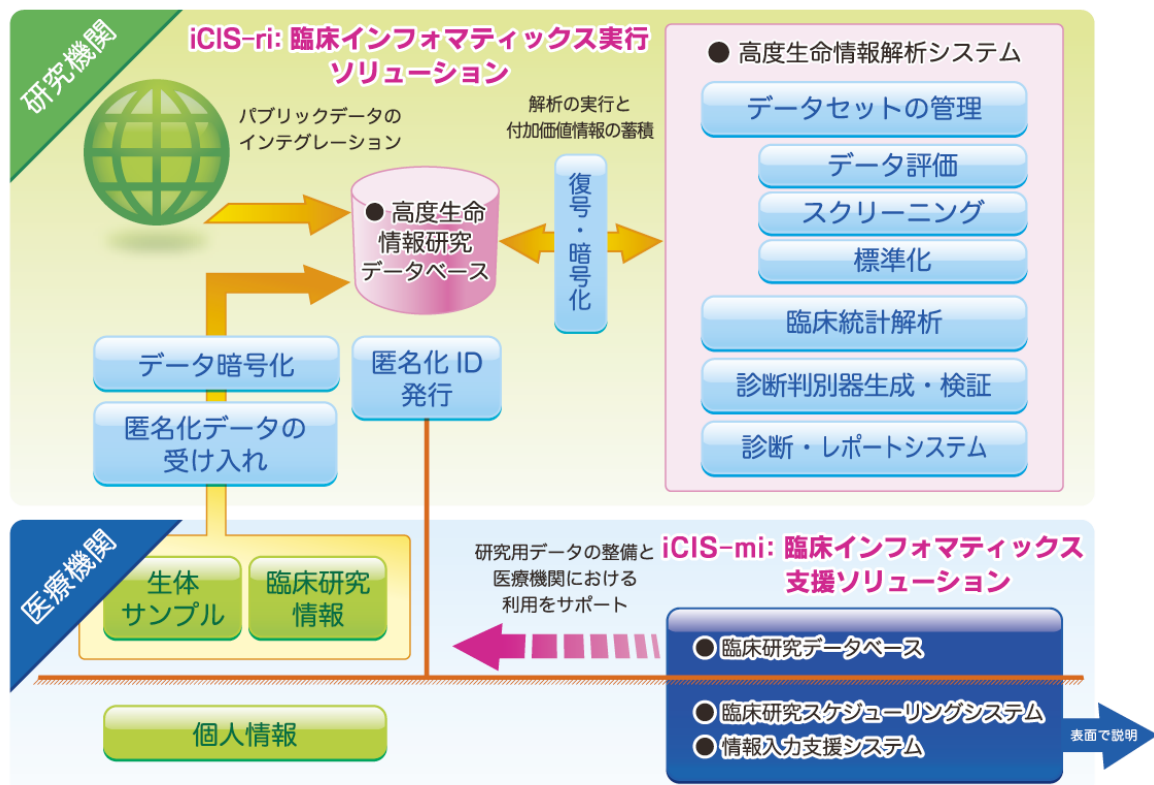 研究機関
iCIS-ri: 臨床インフォマティックス実行
ソリューション
パブリックデータの
インテグレーション
● 高度生命
情報研究
データベース
解析の実行と
付加価値情報の蓄積
復号・暗号化
● 高度生命情報解析システム
データセットの管理
データ評価
スクリーニング
標準化
臨床統計解析
診断判別器生成・検証
診断・レポートシステム
データ暗号化
匿名化データの
受け入れ
匿名化 ID
発行
医療機関
生体
サンプル
臨床研究
情報
個人情報
研究用データの整備と
医療機関における
利用をサポート
iCIS-mi: 臨床インフォマティックス
支援ソリューション
● 臨床研究データベース
● 臨床研究スケジューリングシステム
● 情報入力支援システム
表面で説明